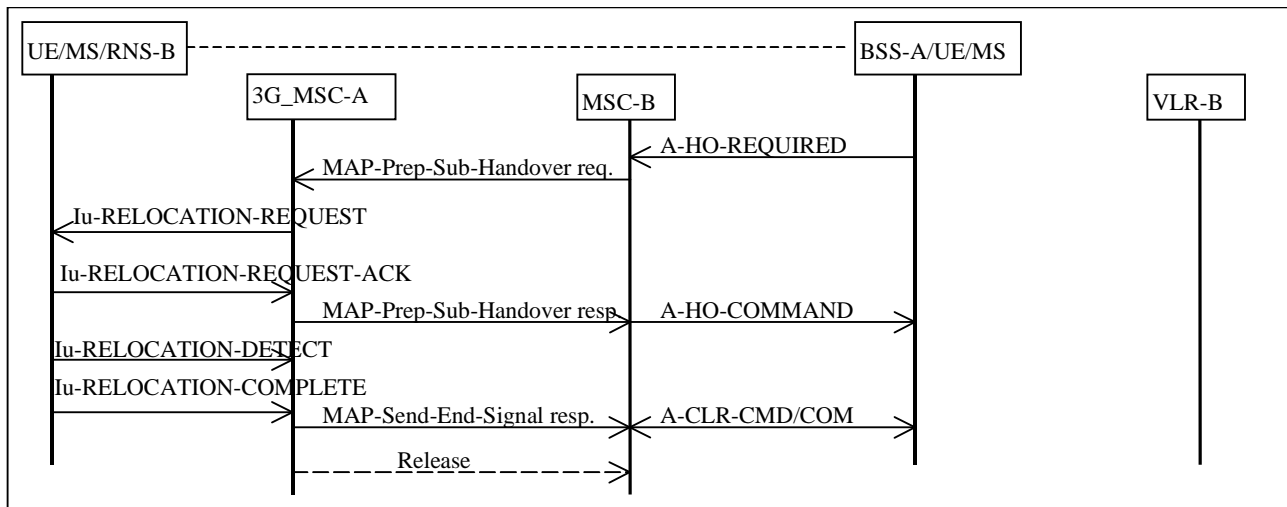 UE/MS/RNS-B
BSS-A/UE/MS
3G_MSC-A
MSC-B
VLR-B
A-HO-REQUIRED
MAP-Prep-Sub-Handover req.
Iu-RELOCATION-REQUEST
Iu-RELOCATION-REQUEST-ACK
MAP-Prep-Sub-Handover resp
A-HO-COMMAND
Iu-RELOCATION-DETECT
Iu-RELOCATION-COMPLETE
MAP-Send-End-Signal resp.
A-CLR-CMD/COM
Release